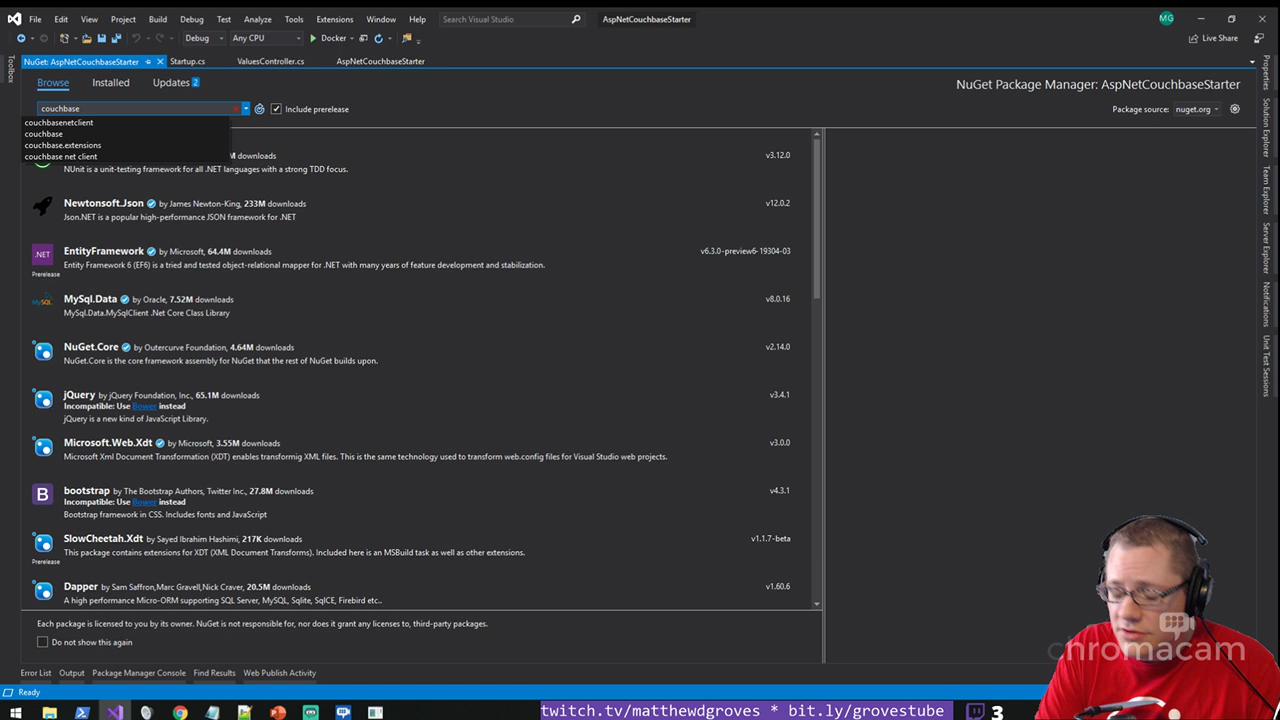 File Edit View Project Build Debug Test Analyze Tools Extensions Window Help Search Visual Studio AspNetCouchbaseStarter MG
Debug Any CPU Docker Live Share
NuGet: AspNetCouchbaseStarter Startup.cs ValuesController.cs AspNetCouchbaseStarter
Toolbox
Browse Installed Updates 2 NuGet Package Manager: AspNetCouchbaseStarter
couchbase Include prerelease Package source: nuget.org
couchbasenetclient
couchbase
couchbase.extensions
couchbase net client
M downloads v3.12.0
NUnit is a unit-testing framework for all .NET languages with a strong TDD focus.
Newtonsoft.Json by James Newton-King, 233M downloads v12.0.2
Json.NET is a popular high-performance JSON framework for .NET
.NET EntityFramework by Microsoft, 64.4M downloads v6.3.0-preview6-19304-03
Entity Framework 6 (EF6) is a tried and tested object-relational mapper for .NET with many years of feature development and stabilization.
Prerelease
MySQL MySql.Data by Oracle, 7.52M downloads v8.0.16
MySql.Data.MySqlClient .Net Core Class Library
NuGet.Core by Outercurve Foundation, 4.64M downloads v2.14.0
NuGet.Core is the core framework assembly for NuGet that the rest of NuGet builds upon.
jQuery by jQuery Foundation, Inc., 65.1M downloads v3.4.1
Incompatible: Use Bower instead
jQuery is a new kind of JavaScript Library.
Microsoft.Web.Xdt by Microsoft, 3.55M downloads v3.0.0
Microsoft Xml Document Transformation (XDT) enables transformig XML files. This is the same technology used to transform web.config files for Visual Studio web projects.
B bootstrap by The Bootstrap Authors, Twitter Inc., 27.8M downloads v4.3.1
Incompatible: Use Bower instead
Bootstrap framework in CSS. Includes fonts and JavaScript
SlowCheetah.Xdt by Sayed Ibrahim Hashimi, 217K downloads v1.1.7-beta
This package contains extensions for XDT (XML Document Transforms). Included here is an MSBuild task as well as other extensions.
Prerelease
Dapper by Sam Saffron,Marc Gravell,Nick Craver, 20.5M downloads v1.60.6
A high performance Micro-ORM supporting SQL Server, MySQL, Sqlite, SqlCE, Firebird etc..
Each package is licensed to you by its owner. NuGet is not responsible for, nor does it grant any licenses to, third-party packages.
Do not show this again
Properties
Solution Explorer
Team Explorer
Server Explorer
Notifications
Unit Test Sessions
chromacam
Error List Output Package Manager Console Find Results Web Publish Activity
Ready
twitch.tv/matthewdgroves * bit.ly/grovestube 3